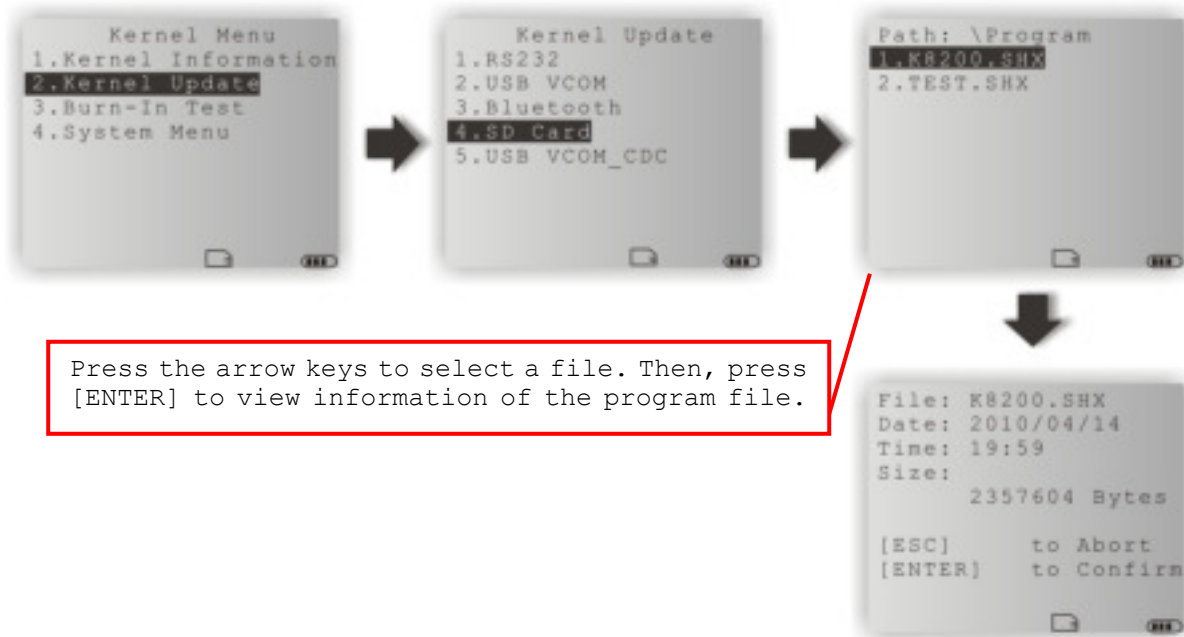 Kernel Menu
1.Kernel Information
2.Kernel Update
3.Burn-In Test
4.System Menu
Kernel Update
1.RS232
2.USB VCOM
3.Bluetooth
4.SD Card
5.USB VCOM_CDC
Path: \Program
1.K8200.SHX
2.TEST.SHX
Press the arrow keys to select a file. Then, press
[ENTER] to view information of the program file.
File: K8200.SHX
Date: 2010/04/14
Time: 19:59
Size:
2357604 Bytes
[ESC] to Abort
[ENTER] to Confirm